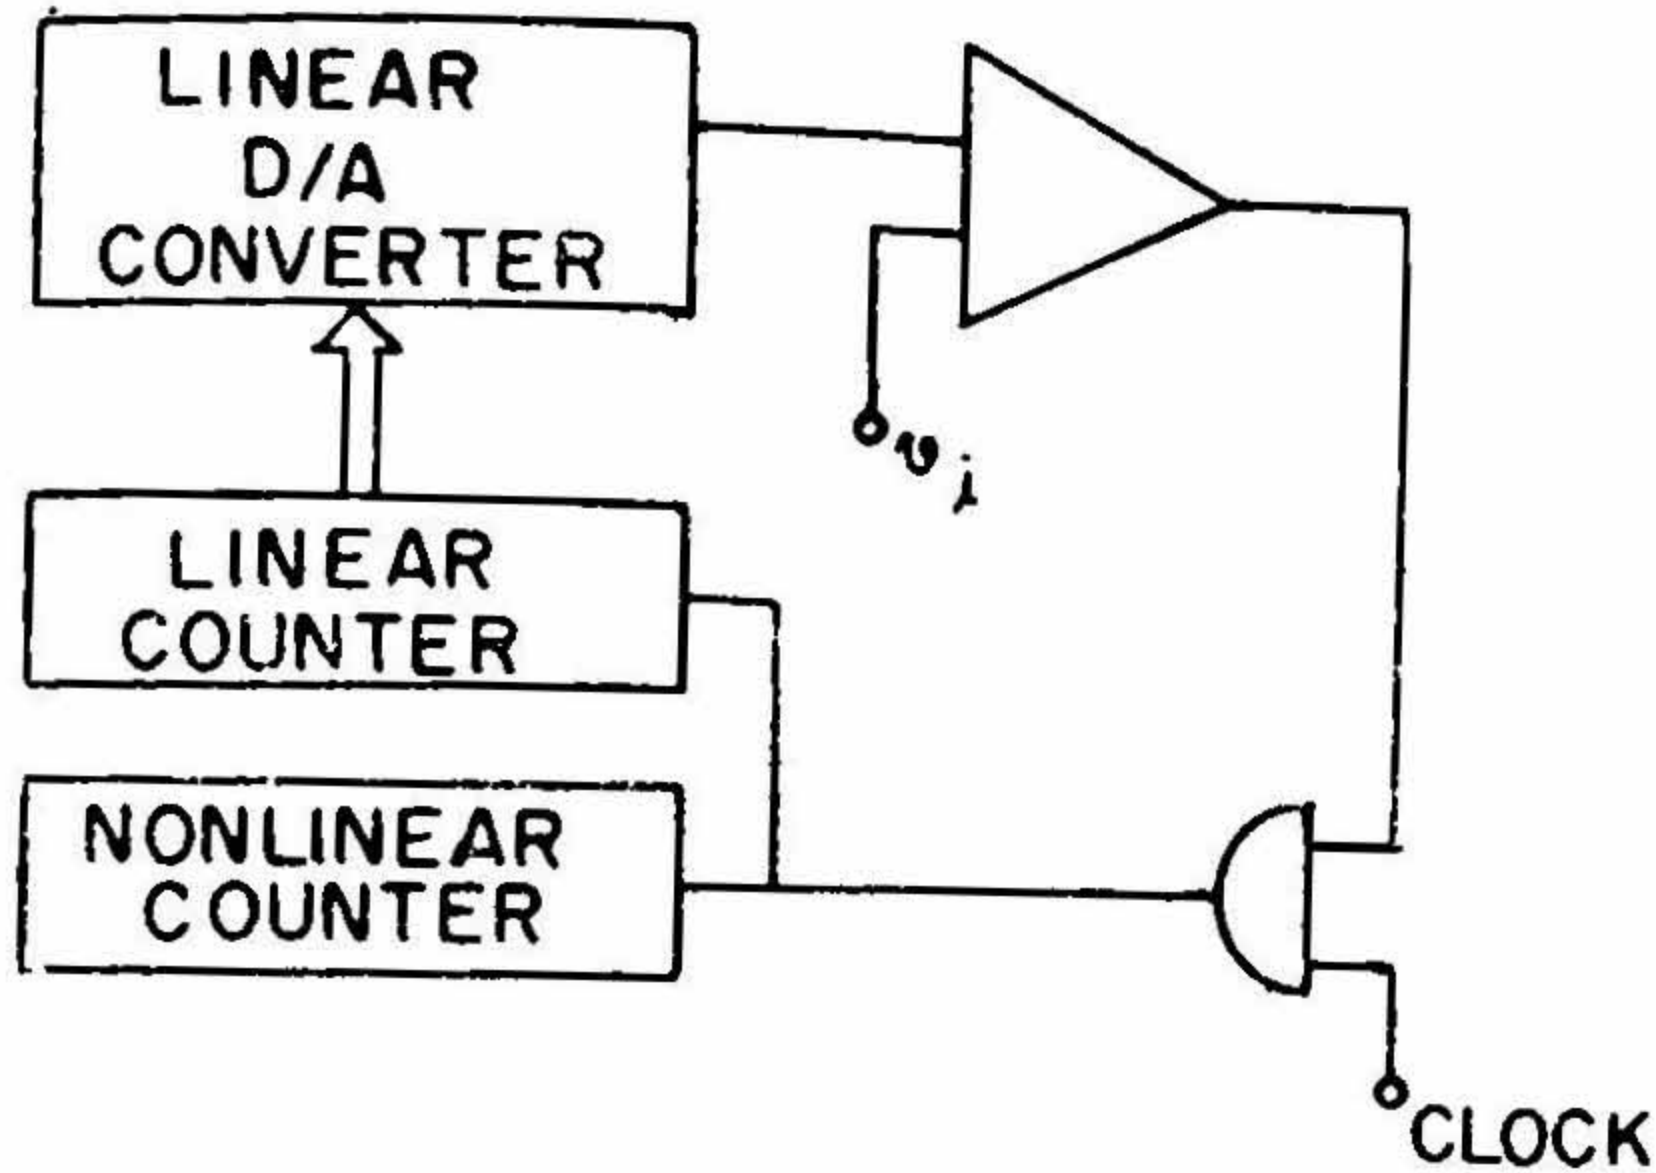 LINEAR
D/A
CONVERTER
v j
LINEAR
COUNTER
NONLINEAR
COUNTER
CLOCK